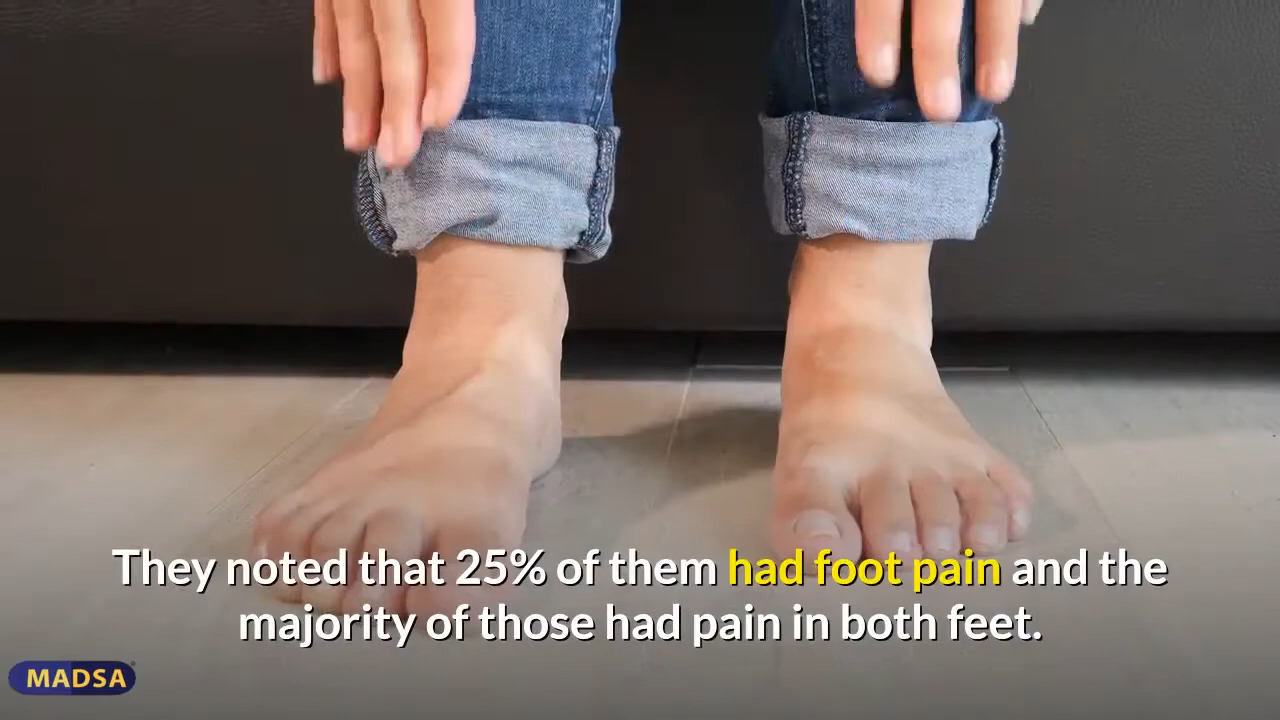 They noted that 25% of them had foot pain and the
majority of those had pain in both feet.
MADSA